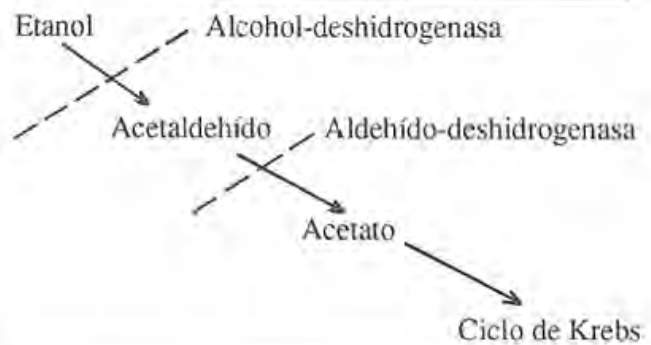 Etanol
Alcohol-deshidrogenasa
Acetaldehído
Aldehído-deshidrogenasa
Acetato
Ciclo de Krebs